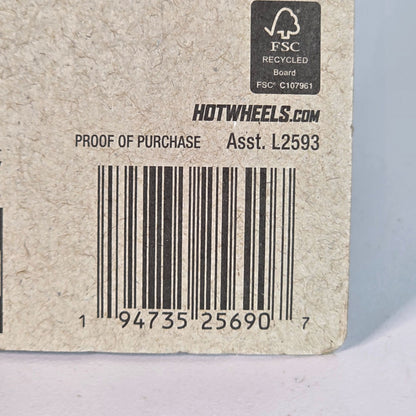 FSC
RECYCLED
Board
FSC® C107961
HOTWHEELS.COM
PROOF OF PURCHASE Asst. L2593
1 94735 25690 7